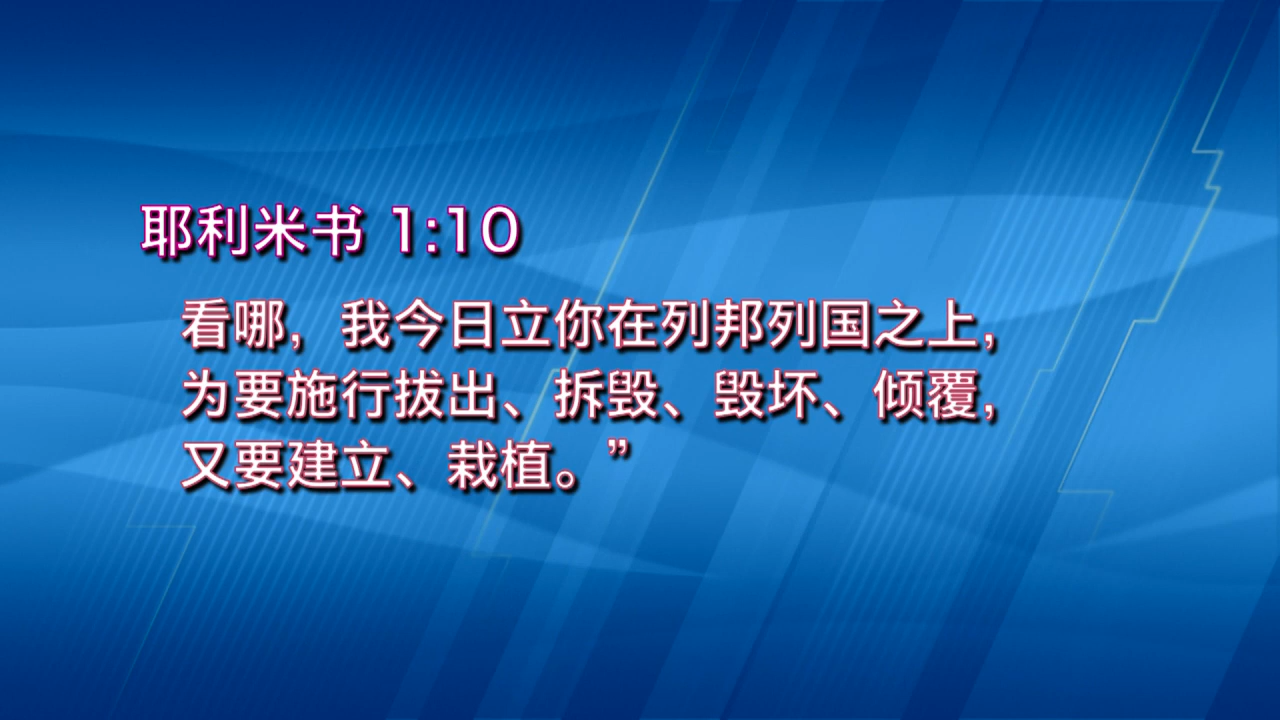 耶利米书 1:10
看哪，我今日立你在列邦列国之上，
为要施行拔出、拆毁、毁坏、倾覆，
又要建立、栽植。”